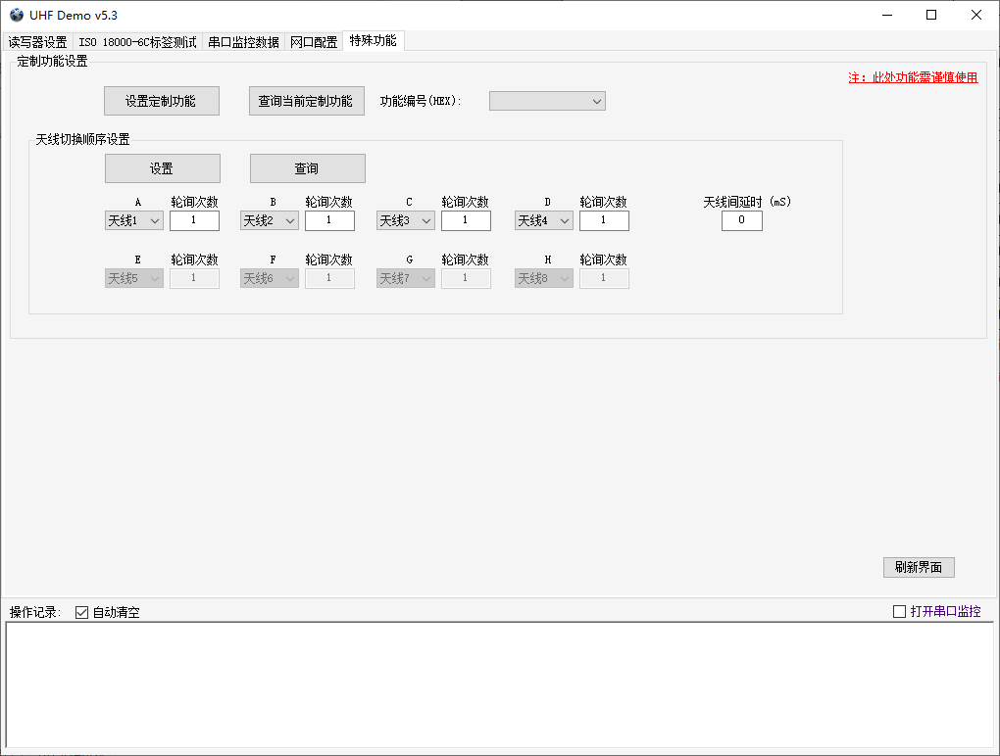 UHF Demo v5.3
读写器设置 ISO 18000-6C标签测试 串口监控数据 网口配置 特殊功能
定制功能设置
注：此处功能需谨慎使用
设置定制功能 查询当前定制功能 功能编号(HEX):
天线切换顺序设置
设置 查询
A 轮询次数 B 轮询次数 C 轮询次数 D 轮询次数 天线间延时 (mS)
天线1 1 天线2 1 天线3 1 天线4 1 0
E 轮询次数 F 轮询次数 G 轮询次数 H 轮询次数
天线5 1 天线6 1 天线7 1 天线8 1
刷新界面
操作记录: 自动清空 打开串口监控